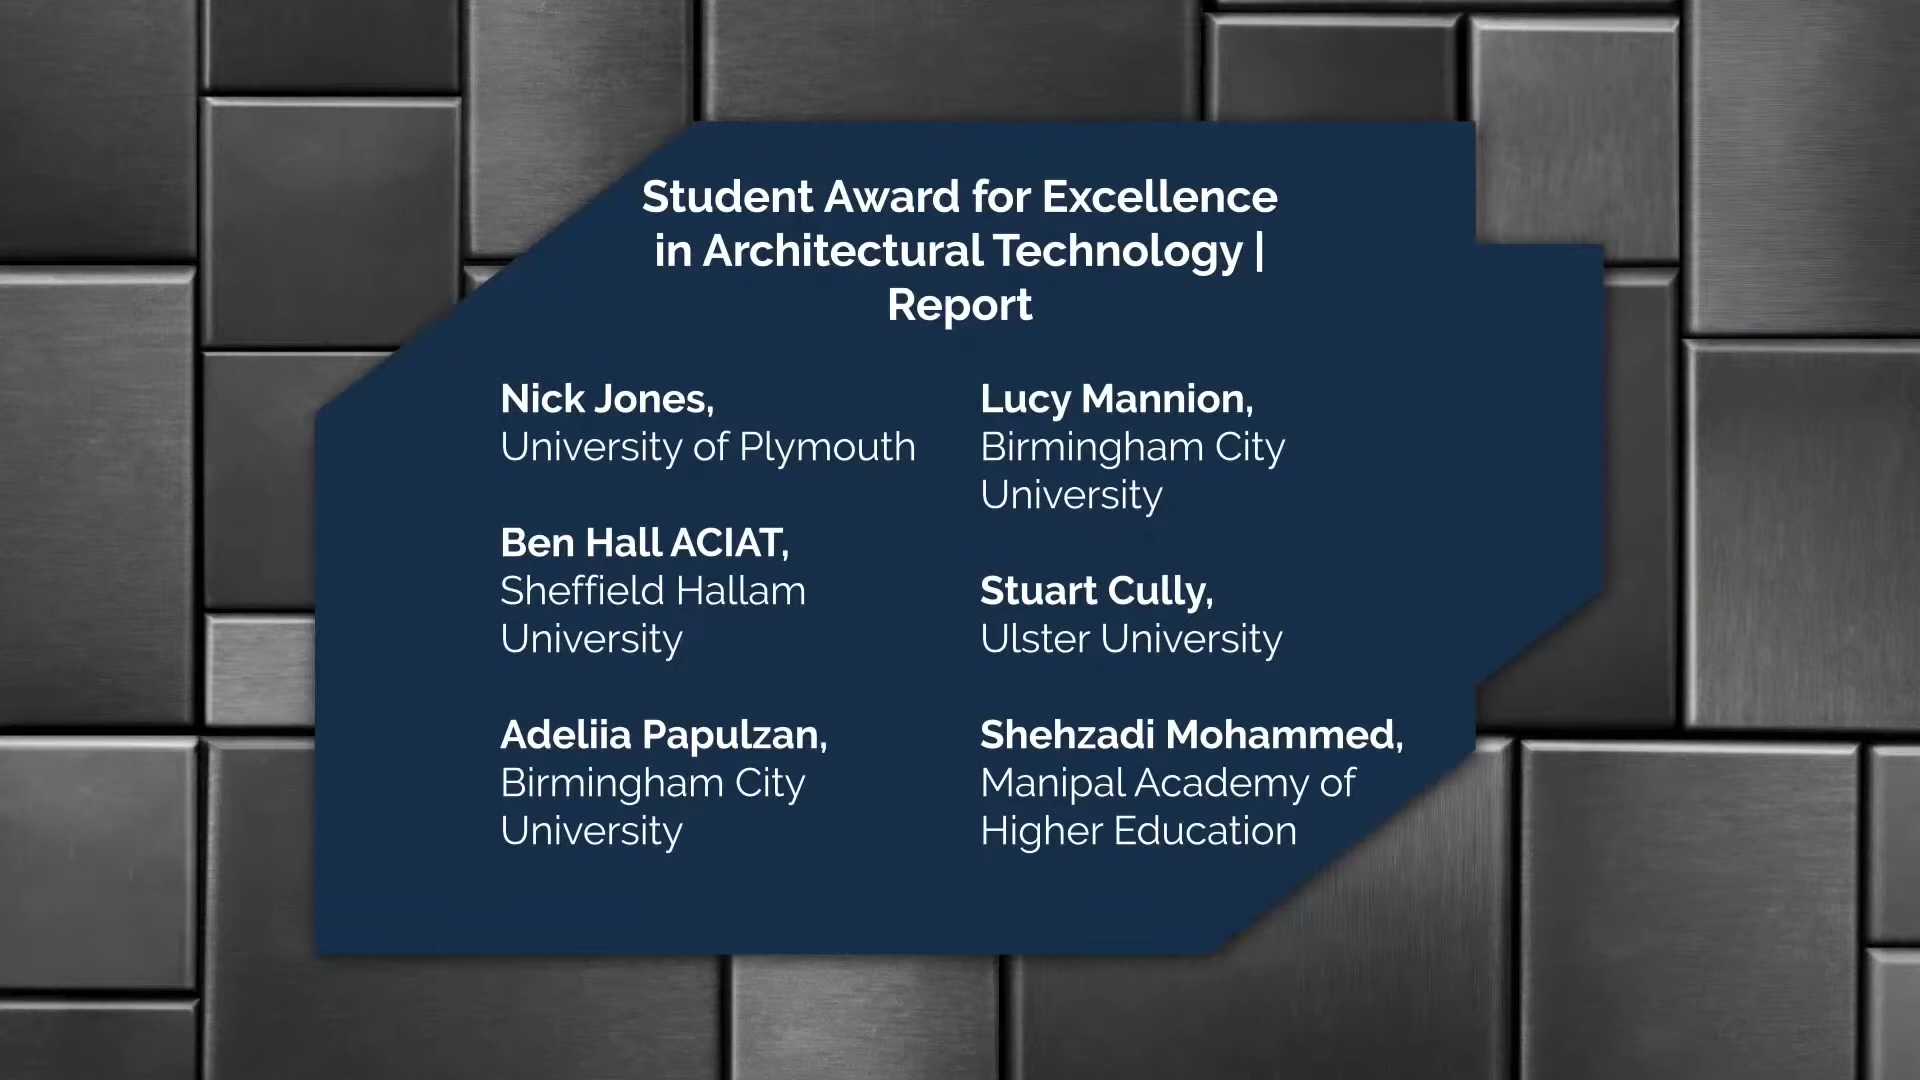 Student Award for Excellence
in Architectural Technology |
Report
Nick Jones,
University of Plymouth
Ben Hall ACIAT,
Sheffield Hallam
University
Adeliia Papulzan,
Birmingham City
University
Lucy Mannion,
Birmingham City
University
Stuart Cully,
Ulster University
Shehzadi Mohammed,
Manipal Academy of
Higher Education